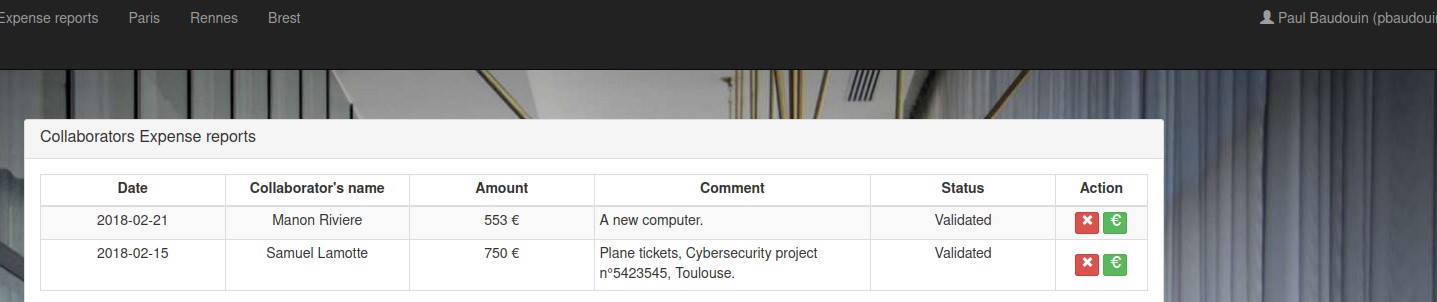 Expense reports Paris Rennes Brest Paul Baudouin (pbaudouin
Collaborators Expense reports
Date Collaborator's name Amount Comment Status Action
2018-02-21 Manon Riviere 553 € A new computer. Validated €
2018-02-15 Samuel Lamotte 750 € Plane tickets, Cybersecurity project Validated €
n°5423545, Toulouse.